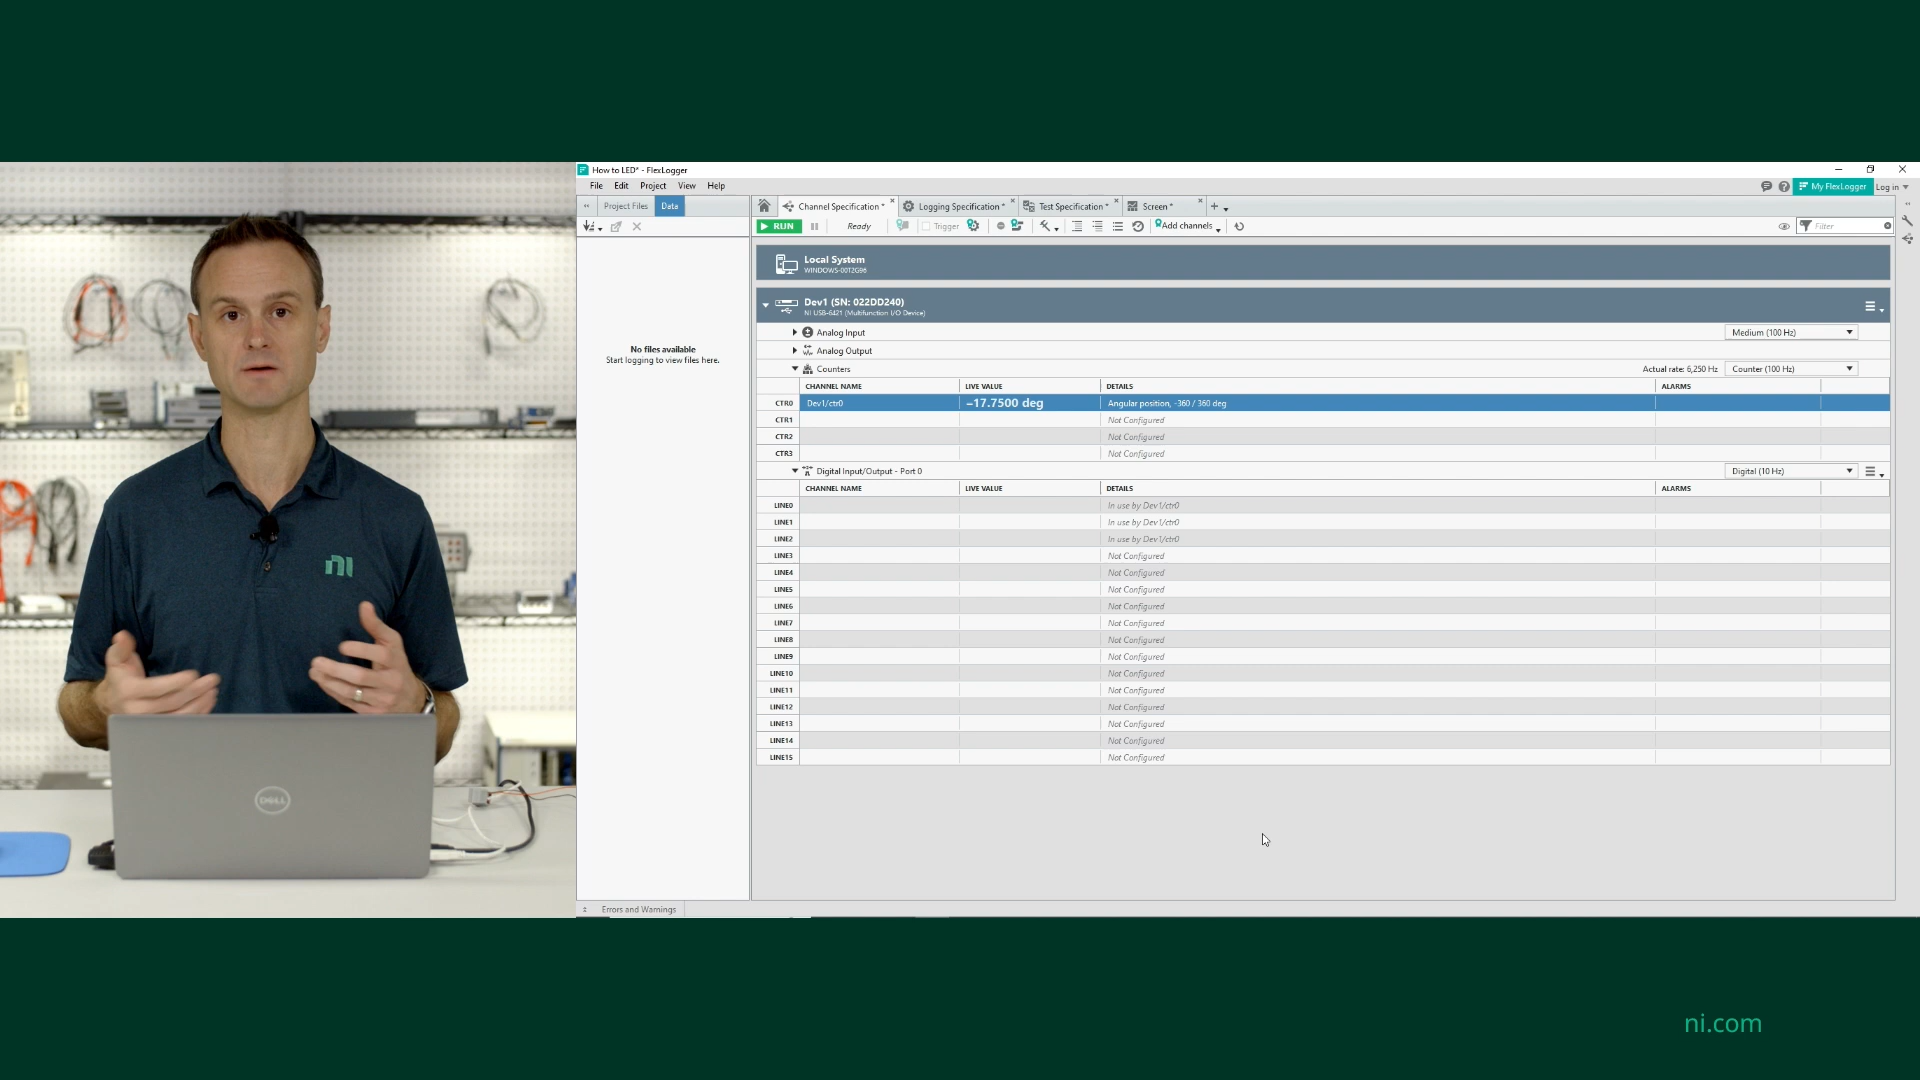 How to LED* - FlexLogger
File Edit Project View Help
My FlexLogger Log in
Project Files Data
Channel Specification * Logging Specification * Test Specification * Screen *
RUN Ready Trigger Add channels Filter
Local System
WINDOWS-00T2G96
No files available
Start logging to view files here.
Dev1 (SN: 022DD240)
NI USB-6421 (Multifunction I/O Device)
Analog Input Medium (100 Hz)
Analog Output
Counters Actual rate: 6,250 Hz Counter (100 Hz)
CHANNEL NAME LIVE VALUE DETAILS ALARMS
CTR0 Dev1/ctr0 −17.7500 deg Angular position, -360 / 360 deg
CTR1 Not Configured
CTR2 Not Configured
CTR3 Not Configured
Digital Input/Output - Port 0 Digital (10 Hz)
CHANNEL NAME LIVE VALUE DETAILS ALARMS
LINE0 In use by Dev1/ctr0
LINE1 In use by Dev1/ctr0
LINE2 In use by Dev1/ctr0
LINE3 Not Configured
LINE4 Not Configured
LINE5 Not Configured
LINE6 Not Configured
LINE7 Not Configured
LINE8 Not Configured
LINE9 Not Configured
LINE10 Not Configured
LINE11 Not Configured
LINE12 Not Configured
LINE13 Not Configured
LINE14 Not Configured
LINE15 Not Configured
Errors and Warnings
ni
DELL
ni.com